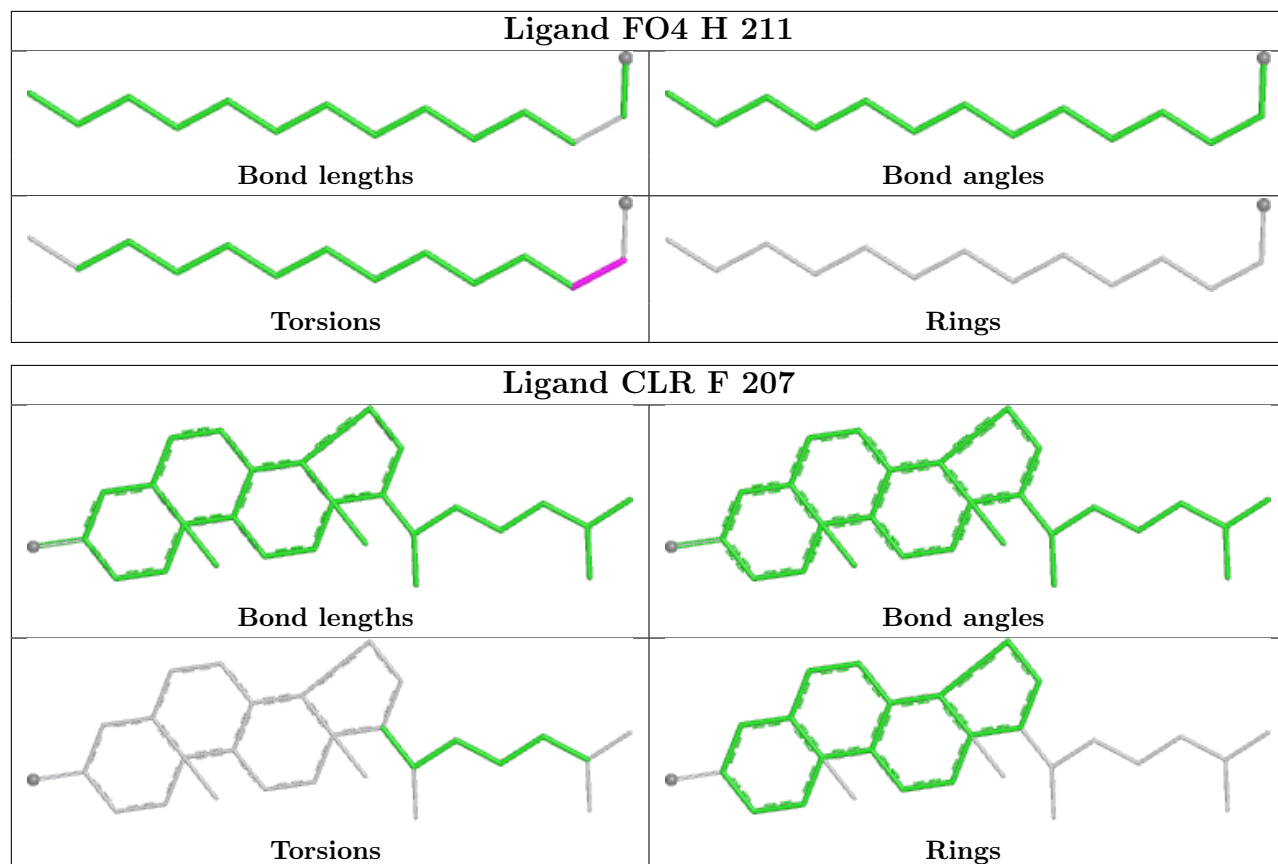 Ligand FO4 H 211
Bond lengths
Bond angles
Torsions
Rings
Ligand CLR F 207
Bond lengths
Bond angles
Torsions
Rings